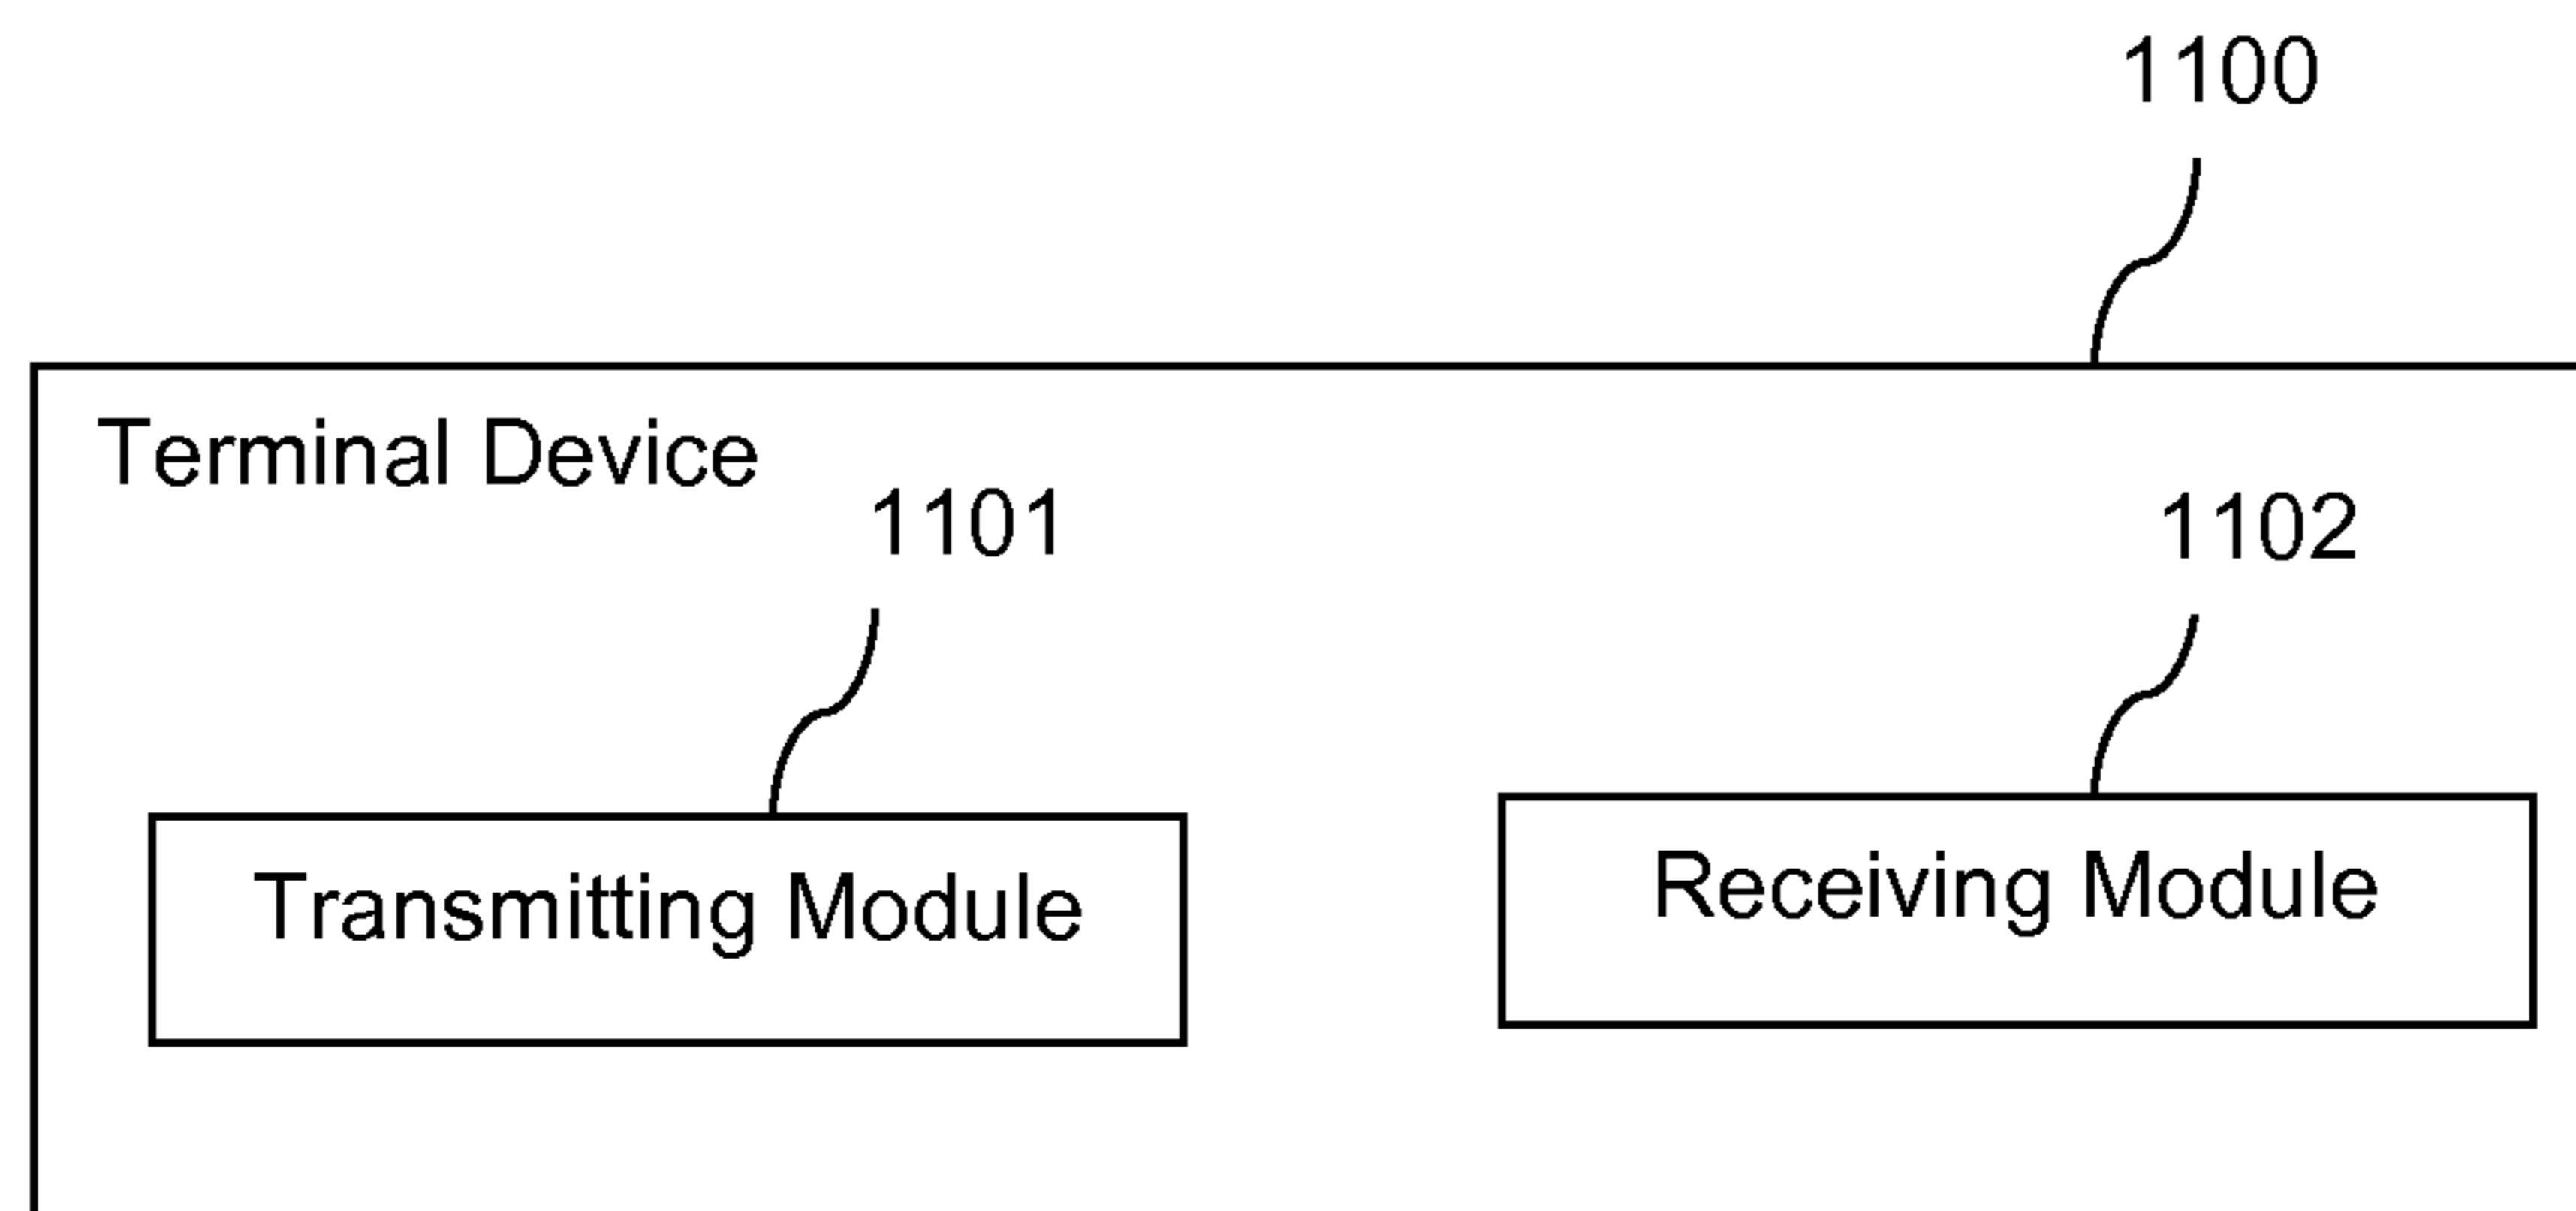 1100
Terminal Device
1101
1102
Transmitting Module
Receiving Module